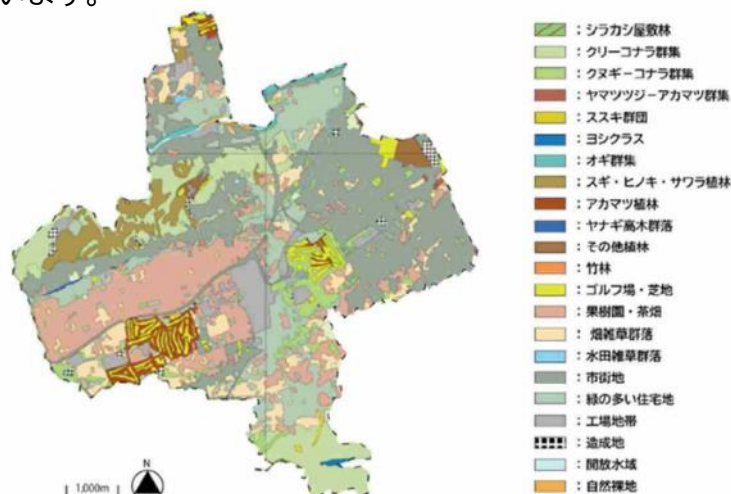 います。
：シラカシ屋敷林
：クリーコナラ群集
：クヌギーコナラ群集
：ヤマツツジーアカマツ群集
：ススキ群団
：ヨシクラス
：オギ群集
：スギ・ヒノキ・サワラ植林
：アカマツ植林
：ヤナギ高木群落
：その他植林
：竹林
：ゴルフ場・芝地
：果樹園・茶畑
：畑雑草群落
：水田雑草群落
：市街地
：緑の多い住宅地
：工場地帯
：造成地
：開放水域
：自然裸地
1,000m
N